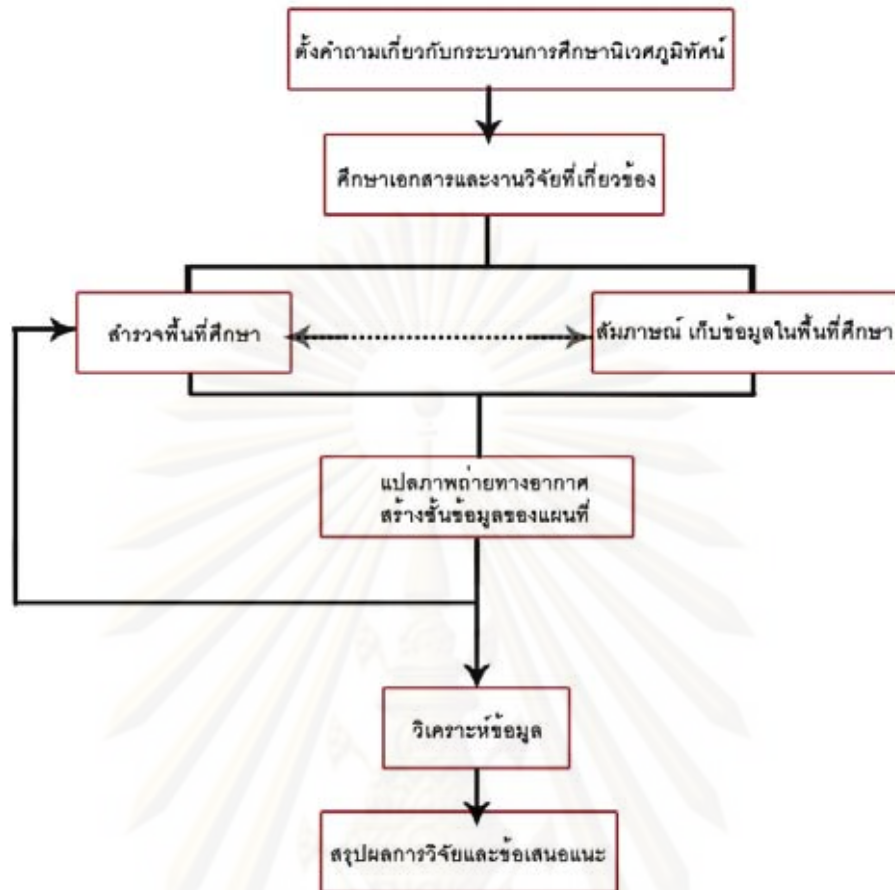 ตั้งคำถามเกี่ยวกับกระบวนการศึกษานิเวศภูมิทัศน์
ศึกษาเอกสารและงานวิจัยที่เกี่ยวข้อง
สำรวจพื้นที่ศึกษา
สัมภาษณ์ เก็บข้อมูลในพื้นที่ศึกษา
แปลภาพถ่ายทางอากาศ
สร้างชั้นข้อมูลของแผนที่
วิเคราะห์ข้อมูล
สรุปผลการวิจัยและข้อเสนอแนะ